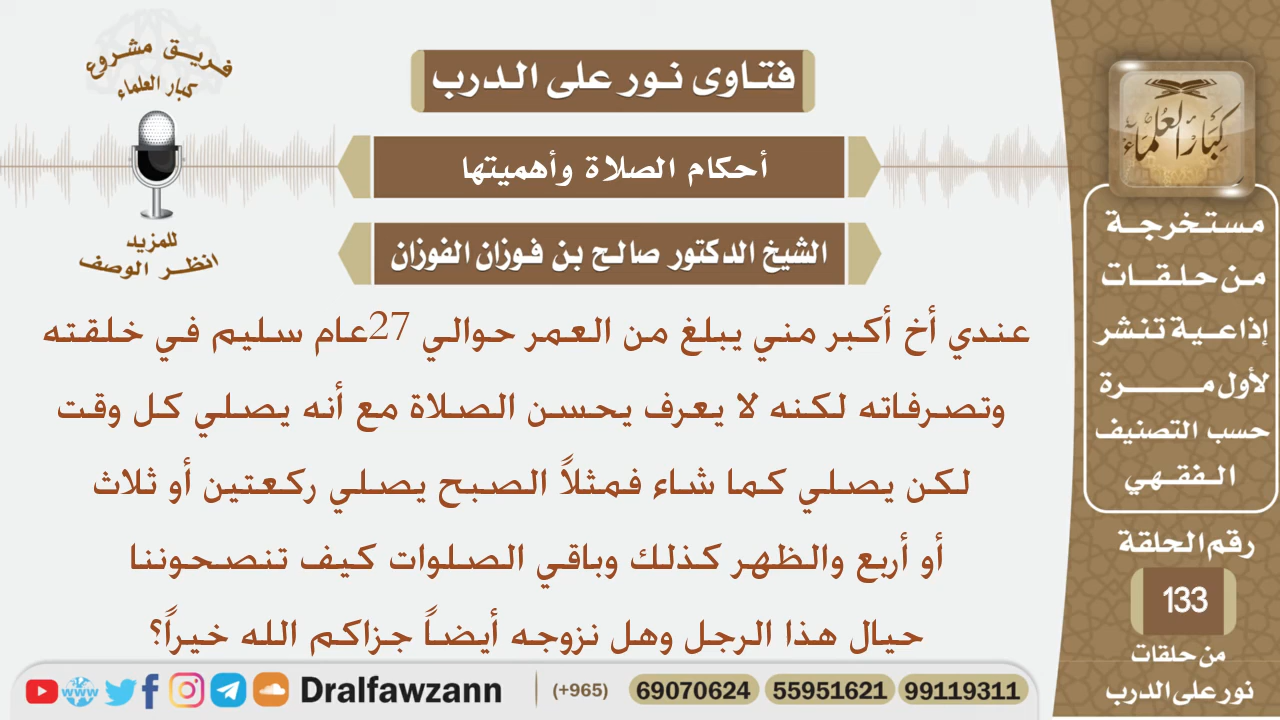 فتاوى نور على الدرب
أحكام الصلاة وأهميتها
الشيخ الدكتور صالح بن فوزان الفوزان
عندي أخ أكبر مني يبلغ من العمر حوالي 27عام سليم في خلقته
وتصرفاته لكنه لا يعرف يحسن الصلاة مع أنه يصلي كل وقت
لكن يصلي كما شاء فمثلاً الصبح يصلي ركعتين أو ثلاث
أو أربع والظهر كذلك وباقي الصلوات كيف تنصحوننا
حيال هذا الرجل وهل نزوجه أيضاً جزاكم الله خيراً؟
كبار العلماء
مستخرجة
من حلقات
إذاعية تنشر
لأول مرة
حسب التصنيف
الفقهي
رقم الحلقة
133
من حلقات
نور على الدرب
فريق مشروع
كبار العلماء
للمزيد
انظر الوصف
Dralfawzann
(+965)
69070624
55951621
99119311